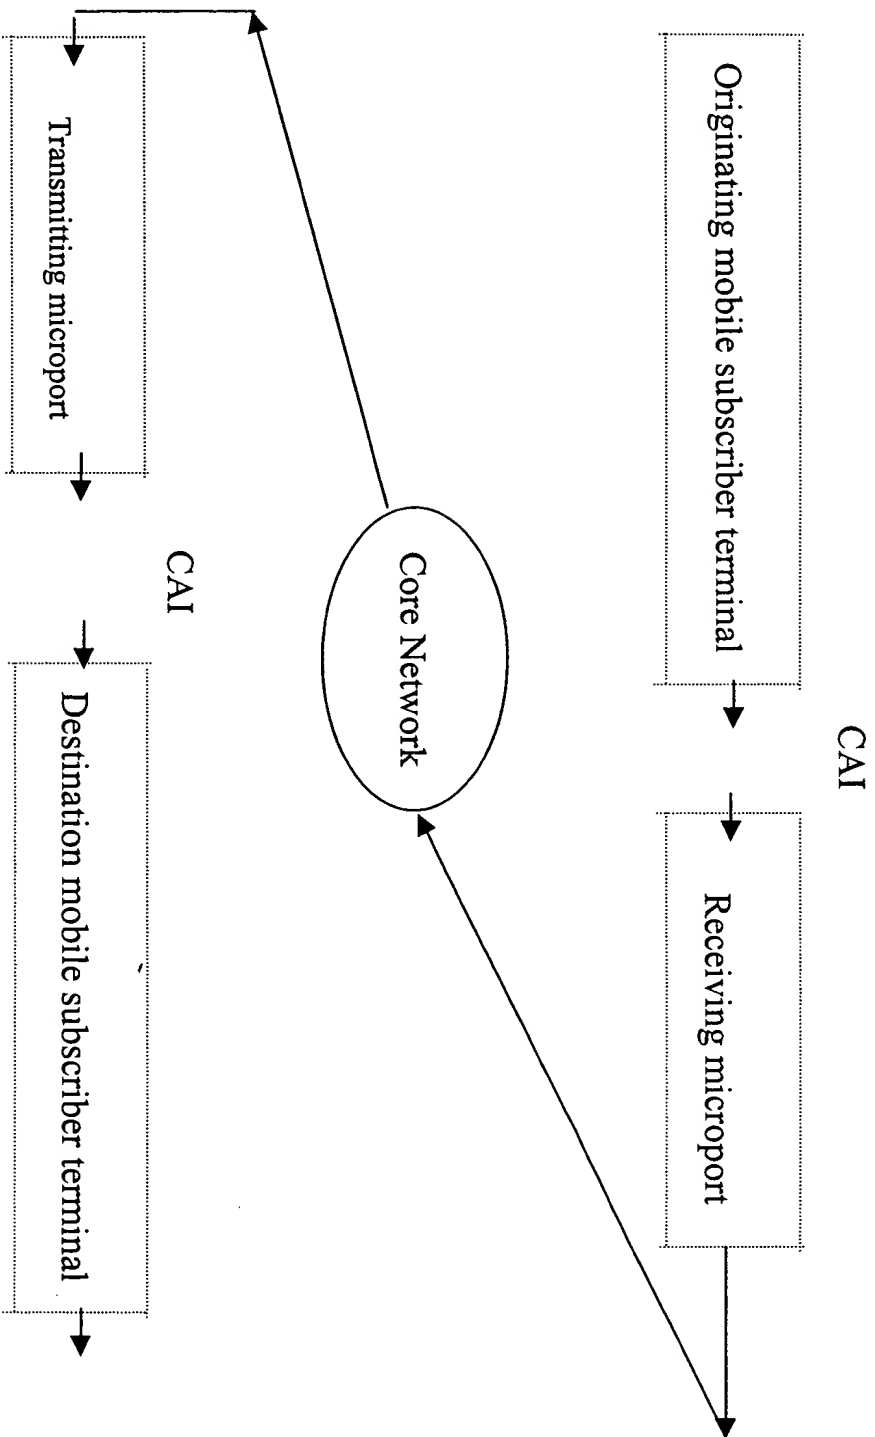 CAI
Originating mobile subscriber terminal
Receiving microport
Core Network
CAI
Transmitting microport
Destination mobile subscriber terminal